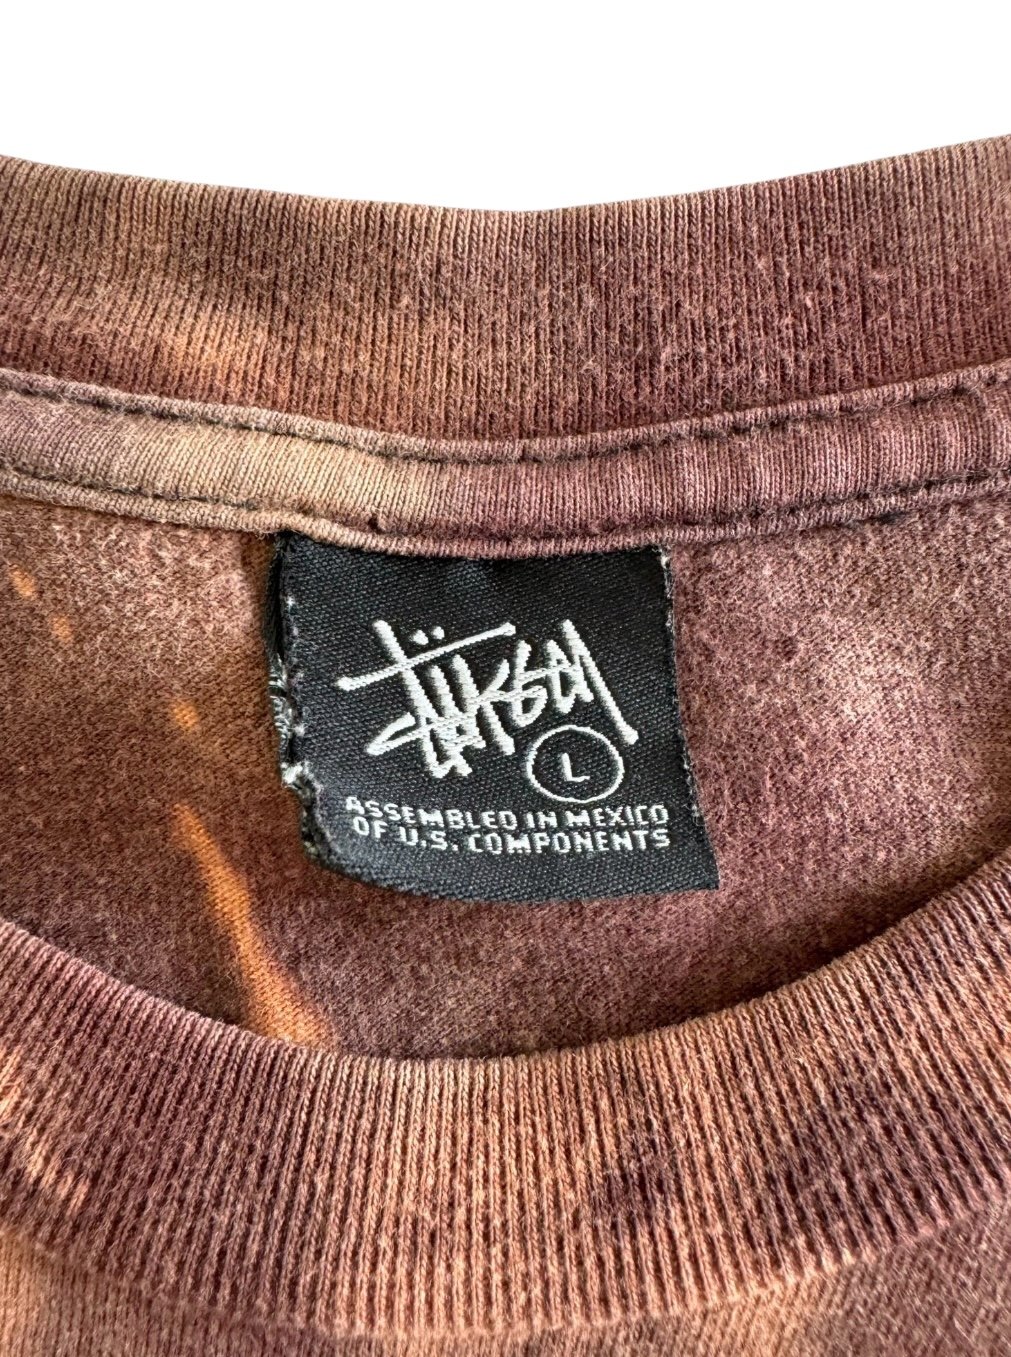 Stüssy
L
ASSEMBLED IN MEXICO
OF U.S. COMPONENTS